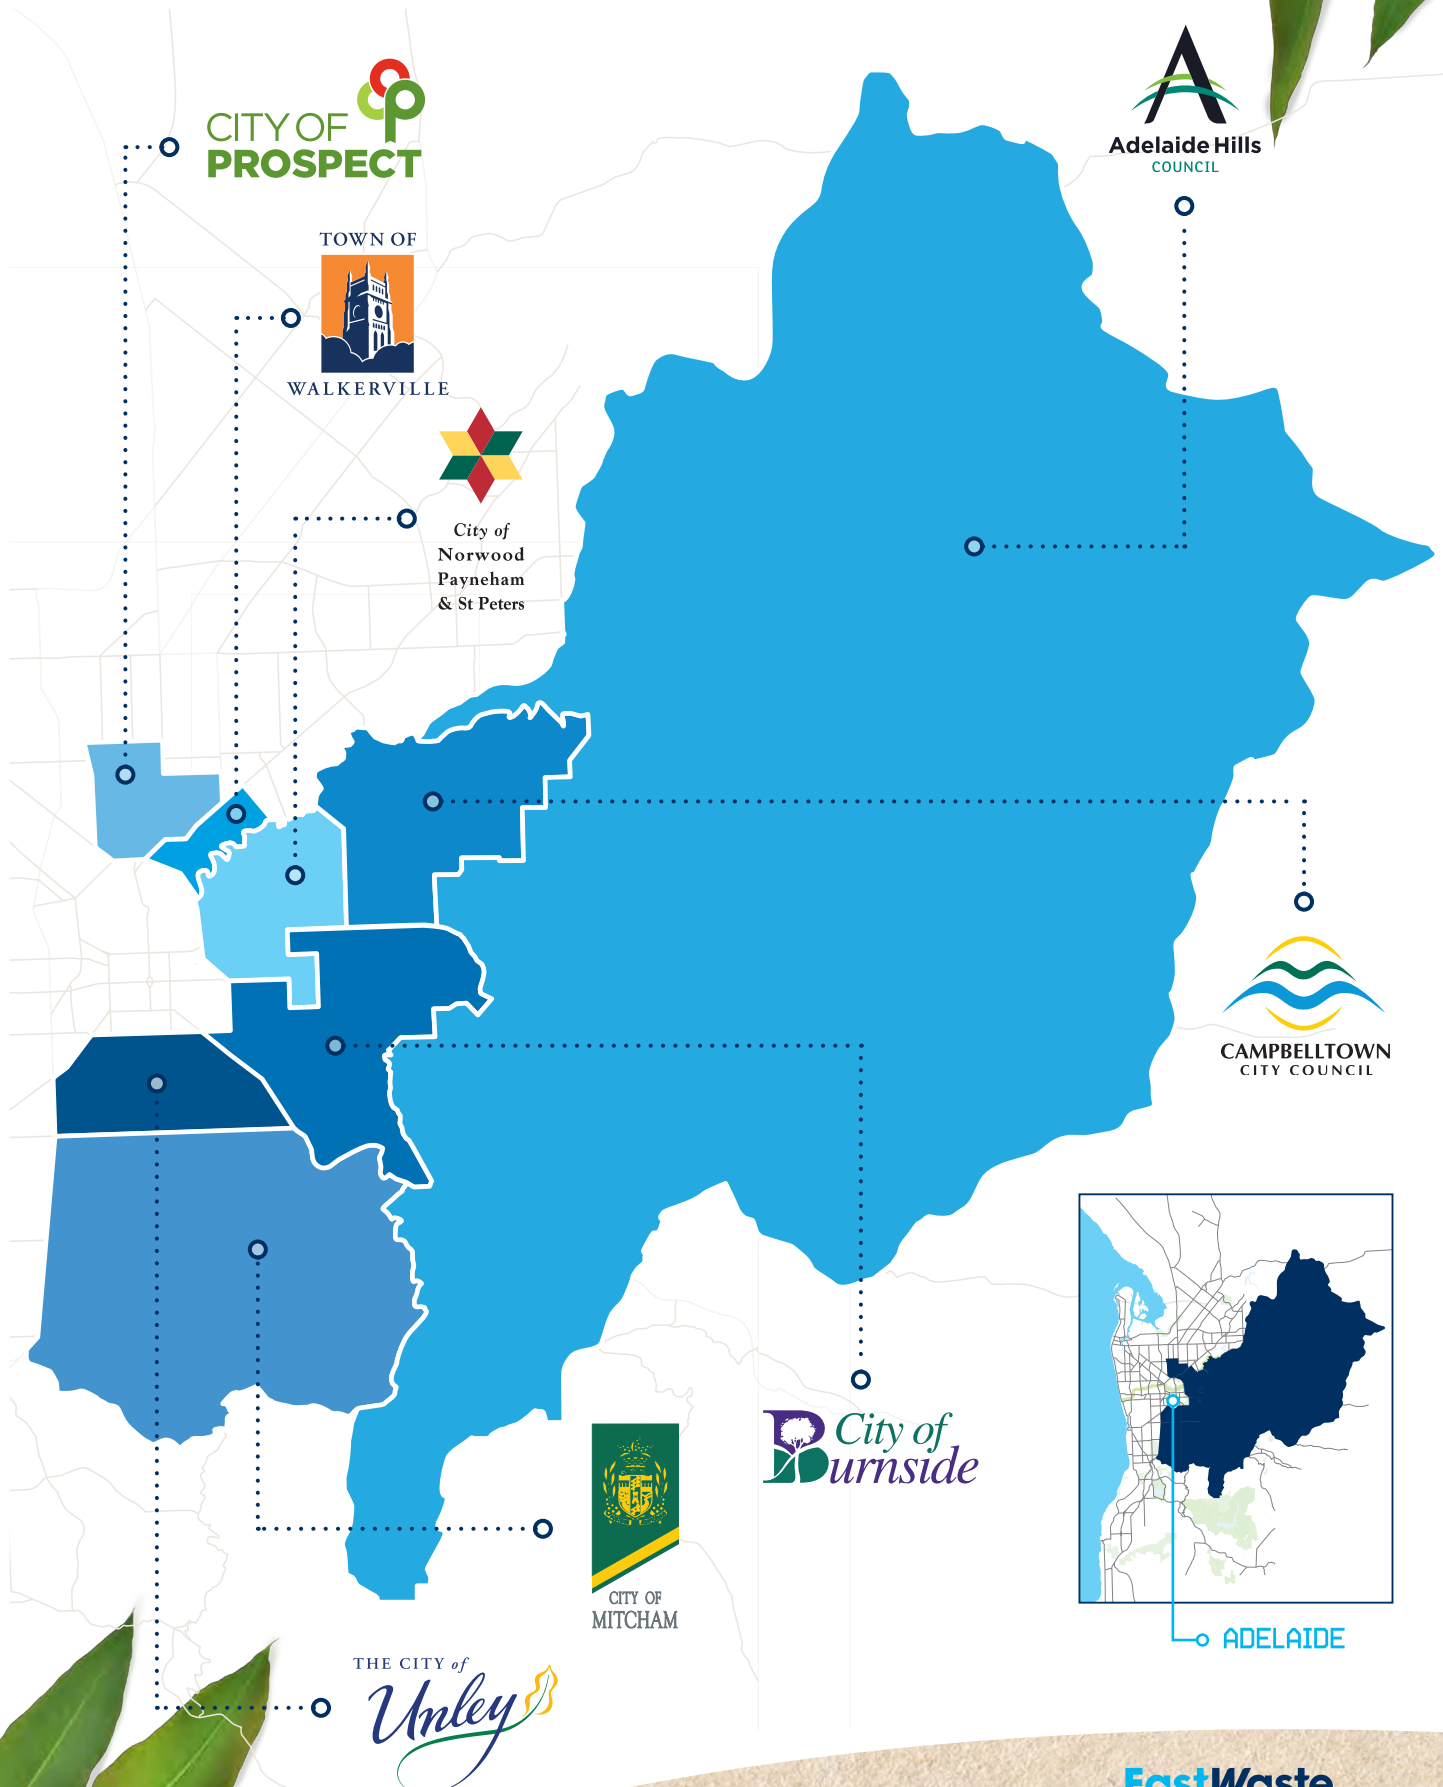 CITY OF
PROSPECT
Adelaide Hills
COUNCIL
TOWN OF
WALKERVILLE
City of
Norwood
Payneham
& St Peters
CAMPBELLTOWN
CITY COUNCIL
City of
Burnside
CITY OF
MITCHAM
ADELAIDE
THE CITY of
Unley
EastWaste